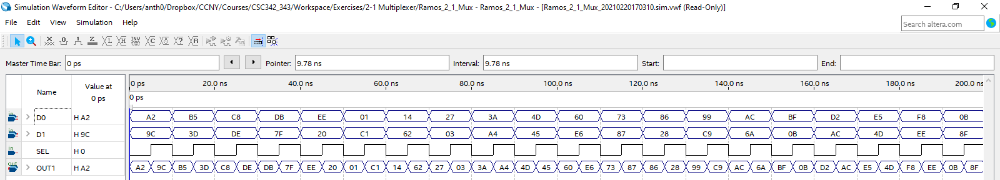 Simulation Waveform Editor - C:/Users/anth0/Dropbox/CCNY/Courses/CSC342_343/Workspace/Exercises/2-1 Multiplexer/Ramos_2_1_Mux - Ramos_2_1_Mux - [Ramos_2_1_Mux_20210220170310.sim.vwf (Read-Only)]
File Edit View Simulation Help
Search altera.com
Master Time Bar: 0 ps Pointer: 9.78 ns Interval: 9.78 ns Start: End:
Name Value at 0 ps 0 ps 20.0 ns 40.0 ns 60.0 ns 80.0 ns 100.0 ns 120.0 ns 140.0 ns 160.0 ns 180.0 ns 200.0 ns
0 ps
in D0 H A2 A2 B5 C8 DB EE 01 14 27 3A 4D 60 73 86 99 AC BF D2 E5 F8 0B
in D1 H 9C 9C 3D DE 7F 20 C1 62 03 A4 45 E6 87 28 C9 6A 0B AC 4D EE 8F
in SEL H 0
out OUT1 H A2 A2 9C B5 3D C8 DE DB 7F EE 20 01 C1 14 62 27 03 3A A4 4D 45 60 E6 73 87 86 28 99 C9 AC 6A BF 0B D2 AC E5 4D F8 EE 0B 8F